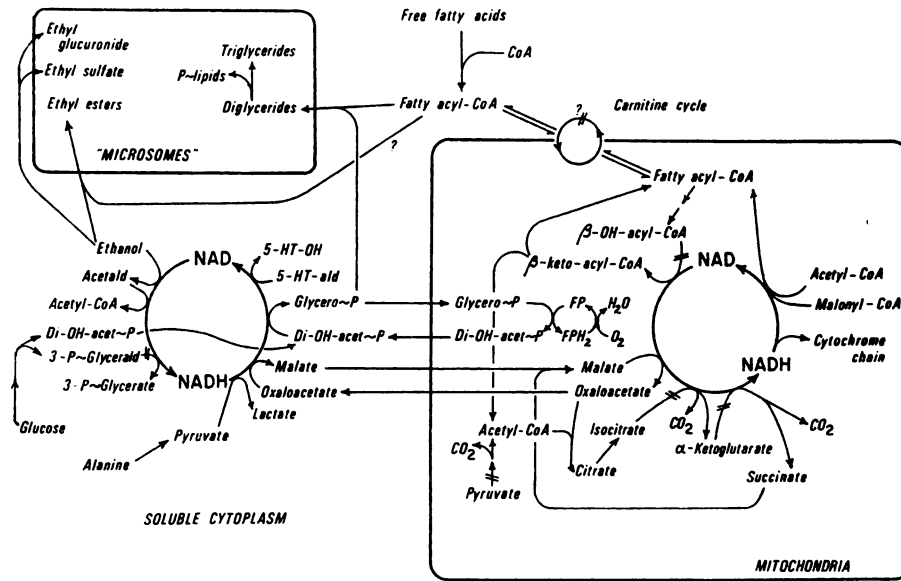 Free fatty acids
CoA
Ethyl
glucuronide
Triglycerides
Ethyl sulfate
P~lipids
Ethyl esters
Diglycerides
Fatty acyl-CoA
?
Carnitine cycle
"MICROSOMES"
?
Fatty acyl-CoA
β-OH-acyl-CoA
β-keto-acyl-CoA
Ethanol
NAD
5-HT-OH
5-HT-ald
NAD
Acetald
Acetyl-CoA
Acetyl-CoA
Malonyl-CoA
Glycero~P
Glycero~P
FP
H2O
Di-OH-acet~P
Di-OH-acet~P
Di-OH-acet~P
FPH2
O2
Cytochrome
chain
3-P~Glycerald
NADH
Malate
Malate
NADH
3-P~Glycerate
Oxaloacetate
Oxaloacetate
Lactate
Glucose
Pyruvate
Alanine
Acetyl-CoA
Isocitrate
CO2
CO2
α-Ketoglutarate
CO2
Citrate
Succinate
Pyruvate
SOLUBLE CYTOPLASM
MITOCHONDRIA